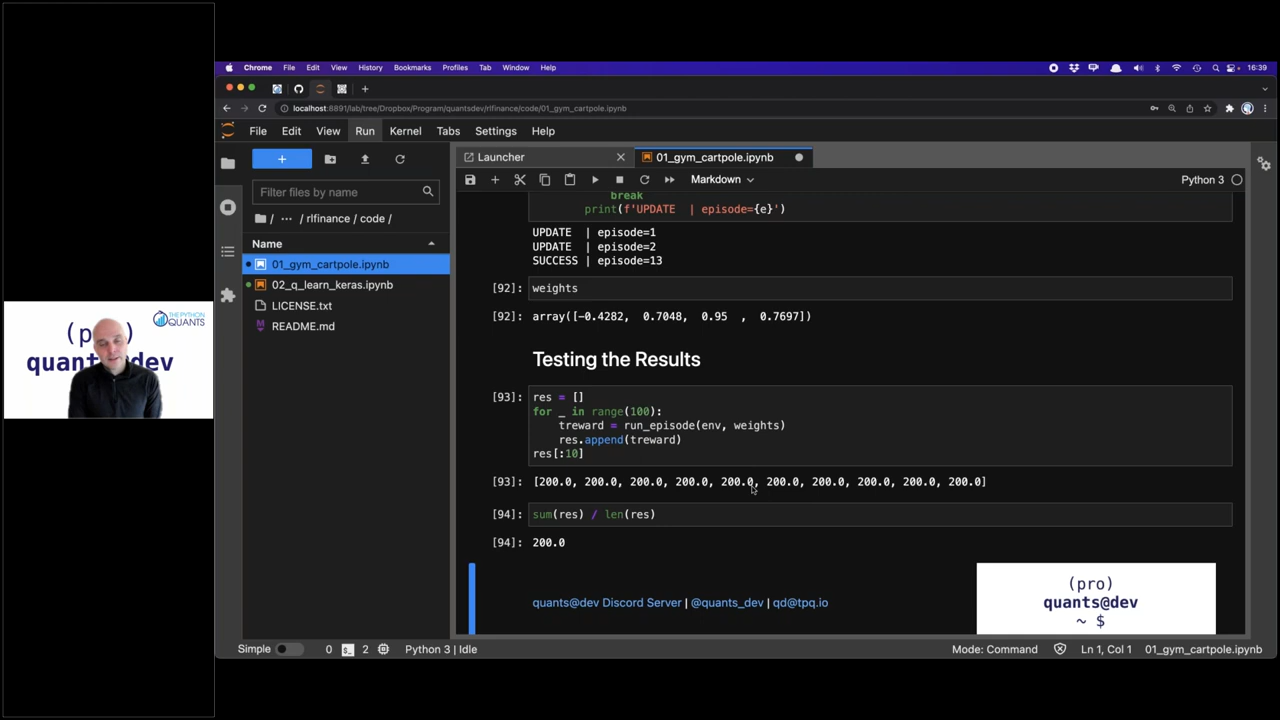 Chrome File Edit View History Bookmarks Profiles Tab Window Help 16:39
localhost:8891/lab/tree/Dropbox/Program/quantsdev/rlfinance/code/01_gym_cartpole.ipynb
File Edit View Run Kernel Tabs Settings Help
+
Filter files by name
/ ··· / rlfinance / code /
Name
01_gym_cartpole.ipynb
02_q_learn_keras.ipynb
LICENSE.txt
README.md
THE PYTHON
QUANTS
(p )
quant dev
Launcher
01_gym_cartpole.ipynb
Markdown
Python 3
break
print(f'UPDATE | episode={e}')
UPDATE | episode=1
UPDATE | episode=2
SUCCESS | episode=13
[92]: weights
[92]: array([-0.4282, 0.7048, 0.95 , 0.7697])
Testing the Results
[93]: res = []
for _ in range(100):
treward = run_episode(env, weights)
res.append(treward)
res[:10]
[93]: [200.0, 200.0, 200.0, 200.0, 200.0, 200.0, 200.0, 200.0, 200.0, 200.0]
[94]: sum(res) / len(res)
[94]: 200.0
quants@dev Discord Server | @quants_dev | qd@tpq.io
(pro)
quants@dev
~ $
Simple 0 2 Python 3 | Idle Mode: Command Ln 1, Col 1 01_gym_cartpole.ipynb